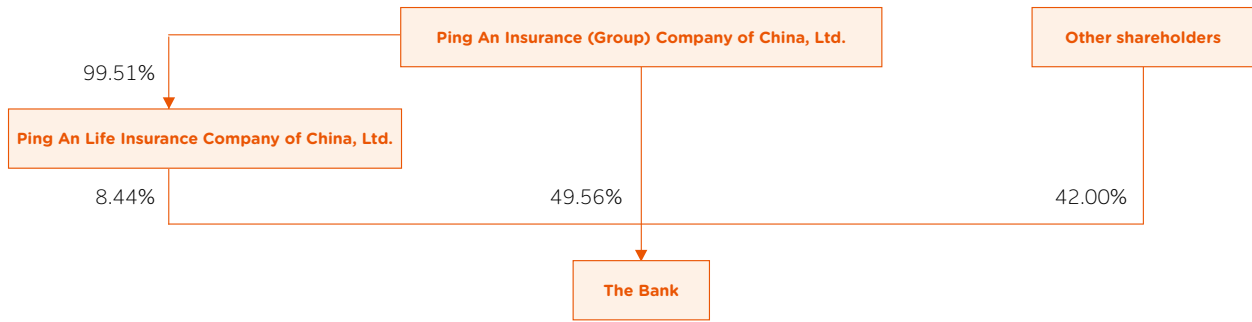 Ping An Insurance (Group) Company of China, Ltd.
Other shareholders
99.51%
Ping An Life Insurance Company of China, Ltd.
8.44%
49.56%
42.00%
The Bank